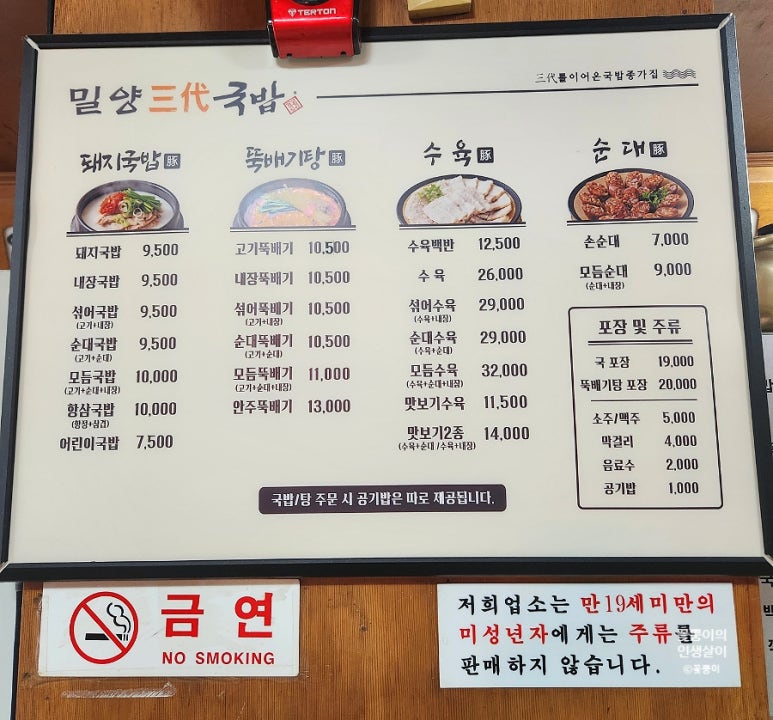 TERTON
三代를이어온국밥종가집
밀양三代국밥
돼지국밥 豚
돼지국밥 9,500
내장국밥 9,500
섞어국밥 9,500
(고기+내장)
순대국밥 9,500
(고기+순대)
모듬국밥 10,000
(고기+순대+내장)
항삼국밥 10,000
어린이국밥 7,500
뚝배기탕 豚
고기뚝배기 10,500
내장뚝배기 10,500
섞어뚝배기 10,500
(고기+내장)
순대뚝배기 10,500
(고기+순대)
모듬뚝배기 11,000
(고기+순대+내장)
안주뚝배기 13,000
수육 豚
수육백반 12,500
수육 26,000
섞어수육 29,000
(수육+내장)
순대수육 29,000
(수육+순대)
모듬수육 32,000
(수육+순대+내장)
맛보기수육 11,500
맛보기2종 14,000
(수육+순대/수육+내장)
순대 豚
손순대 7,000
모듬순대 9,000
(순대+내장)
포장 및 주류
국 포장 19,000
뚝배기탕 포장 20,000
소주/맥주 5,000
막걸리 4,000
음료수 2,000
공기밥 1,000
국밥/탕 주문 시 공기밥은 따로 제공됩니다.
금연
NO SMOKING
저희업소는 만19세미만의
미성년자에게는 주류를
판매하지 않습니다.
인생살이